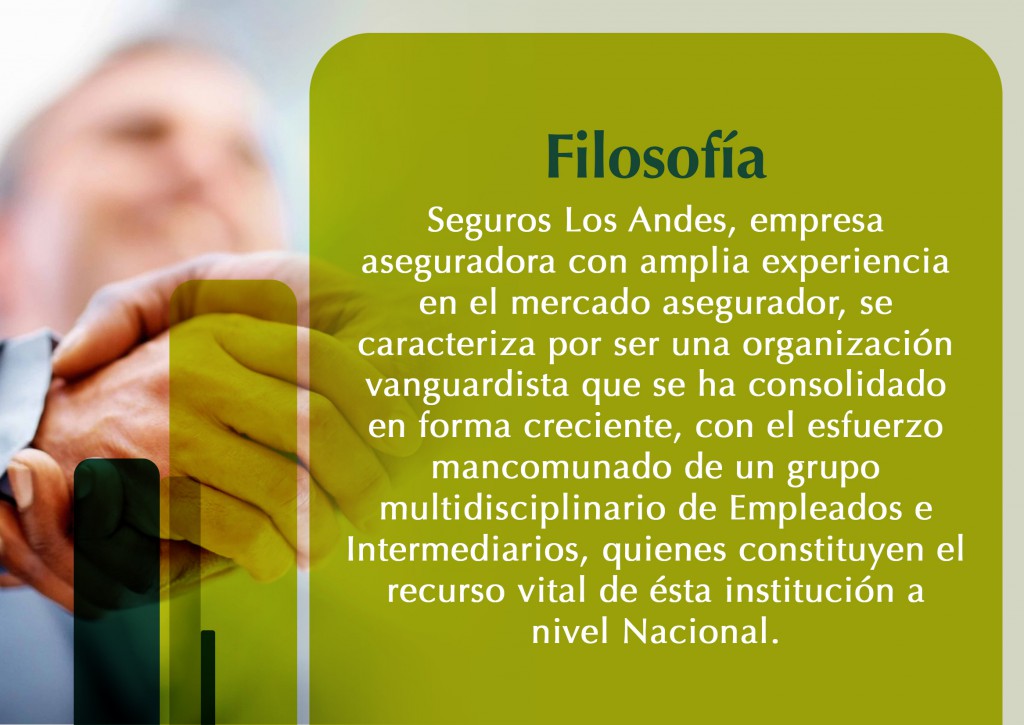 Filosofía
Seguros Los Andes, empresa
aseguradora con amplia experiencia
en el mercado asegurador, se
caracteriza por ser una organización
vanguardista que se ha consolidado
en forma creciente, con el esfuerzo
mancomunado de un grupo
multidisciplinario de Empleados e
Intermediarios, quienes constituyen el
recurso vital de ésta institución a
nivel Nacional.